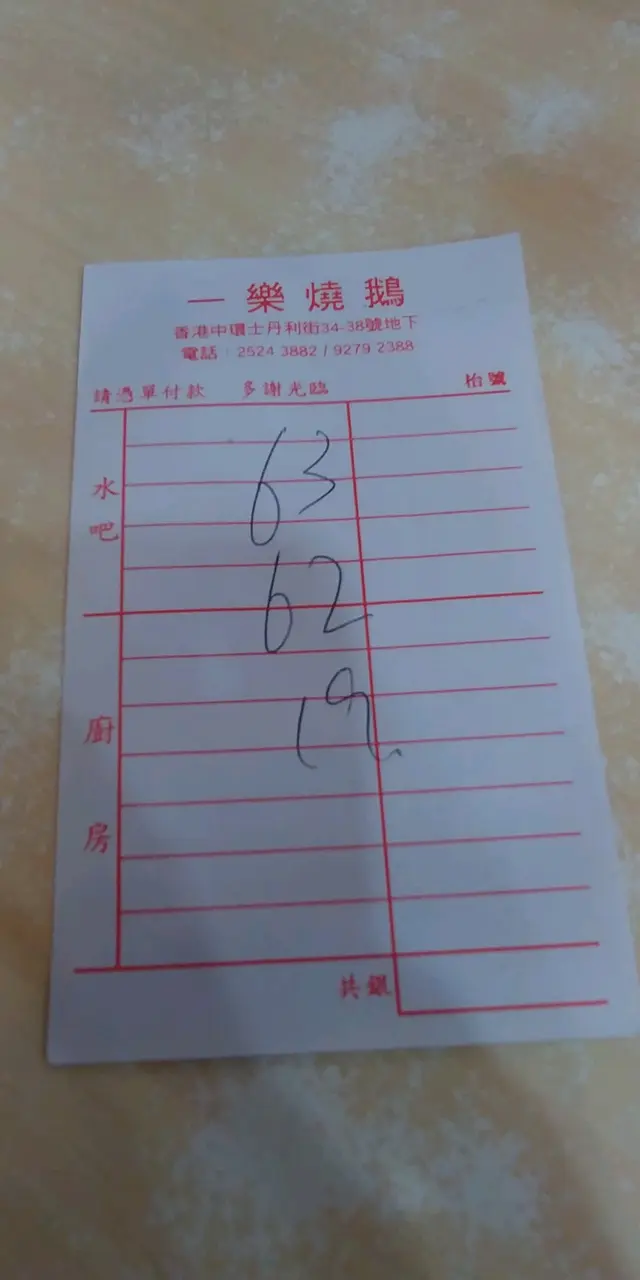 一樂燒鵝
香港中環士丹利街34-38號地下
電話：2524 3882 / 9279 2388
請憑單付款 多謝光臨 枱號
水吧
63
62
19
廚房
共銀